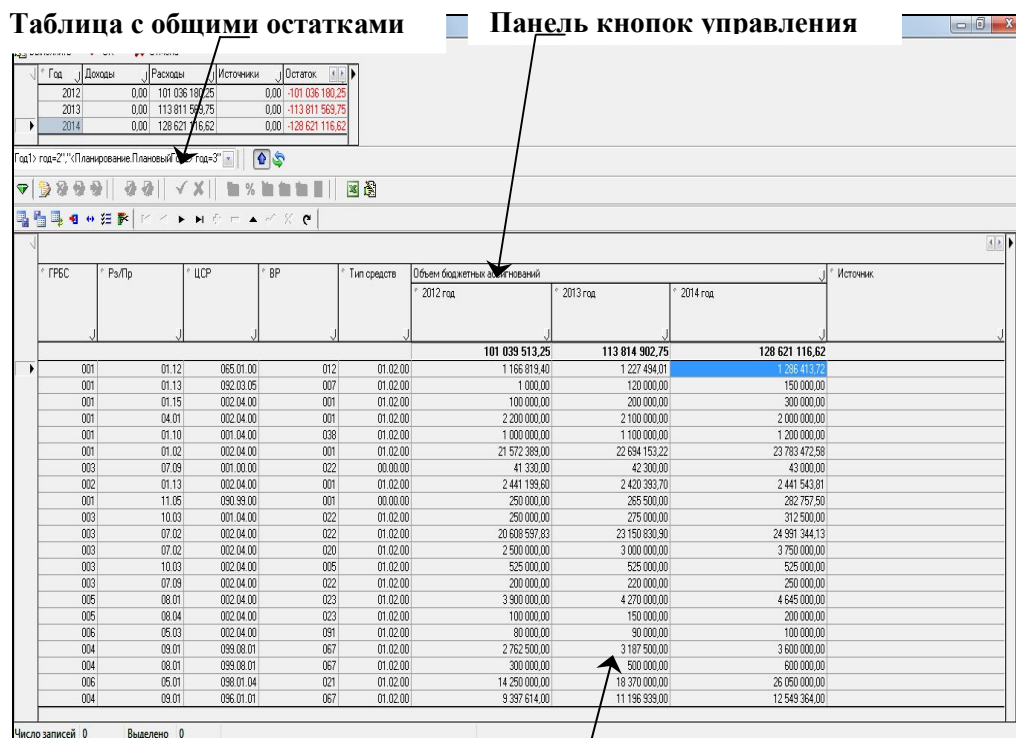 Таблица с общими остатками Панель кнопок управления
Год Доходы Расходы Источники Остаток
2012 0,00 101 036 180,25 0,00 -101 036 180,25
2013 0,00 113 811 569,75 0,00 -113 811 569,75
2014 0,00 128 621 116,62 0,00 -128 621 116,62
Год1> год=2","<Планирование.Плановый год=3"
ГРБС Рз/Пр ЦСР ВР Тип средств Объем бюджетных ассигнований Источник
2012 год 2013 год 2014 год
101 039 513,25 113 814 902,75 128 621 116,62
001 01.12 065.01.00 012 01.02.00 1 166 819,40 1 227 494,01 1 286 413,72
001 01.13 092.03.05 007 01.02.00 1 000,00 120 000,00 150 000,00
001 01.15 002.04.00 001 01.02.00 100 000,00 200 000,00 300 000,00
001 04.01 002.04.00 001 01.02.00 2 200 000,00 2 100 000,00 2 000 000,00
001 01.10 001.04.00 038 01.02.00 1 000 000,00 1 100 000,00 1 200 000,00
001 01.02 002.04.00 001 01.02.00 21 572 389,00 22 694 153,22 23 783 472,58
003 07.09 001.00.00 022 00.00.00 41 330,00 42 300,00 43 000,00
002 01.13 002.04.00 001 01.02.00 2 441 199,60 2 420 393,70 2 441 543,81
001 11.05 090.99.00 001 00.00.00 250 000,00 265 500,00 282 757,50
003 10.03 001.04.00 022 01.02.00 250 000,00 275 000,00 312 500,00
003 07.02 002.04.00 022 01.02.00 20 608 597,83 23 150 830,90 24 991 344,13
003 07.02 002.04.00 020 01.02.00 2 500 000,00 3 000 000,00 3 750 000,00
003 10.03 002.04.00 005 01.02.00 525 000,00 525 000,00 525 000,00
003 07.09 002.04.00 022 01.02.00 200 000,00 220 000,00 250 000,00
005 08.01 002.04.00 023 01.02.00 3 900 000,00 4 270 000,00 4 645 000,00
005 08.04 002.04.00 023 01.02.00 100 000,00 150 000,00 200 000,00
006 05.03 002.04.00 091 01.02.00 80 000,00 90 000,00 100 000,00
004 09.01 099.08.01 067 01.02.00 2 762 500,00 3 187 500,00 3 600 000,00
004 08.01 099.08.01 067 01.02.00 300 000,00 500 000,00 600 000,00
006 05.01 098.01.04 021 01.02.00 14 250 000,00 18 370 000,00 26 050 000,00
004 09.01 096.01.01 067 01.02.00 9 397 614,00 11 196 939,00 12 549 364,00
Число записей 0 Выделено 0